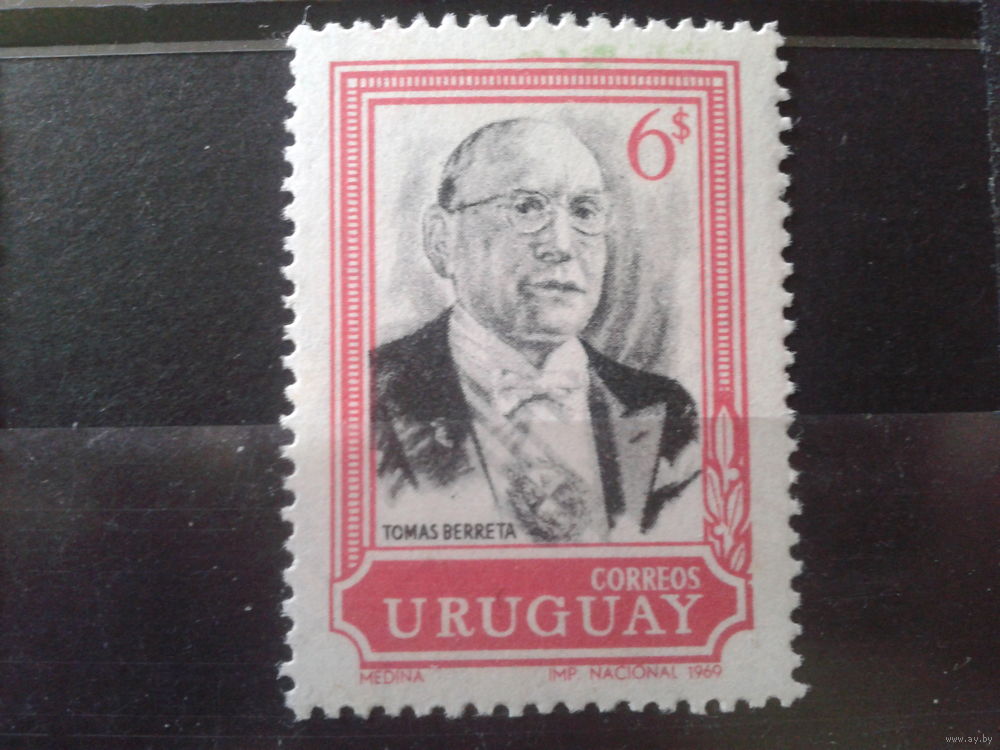 6$
TOMAS BERRETA
CORREOS
URUGUAY
MEDINA IMP. NACIONAL 1969
www.ay.by